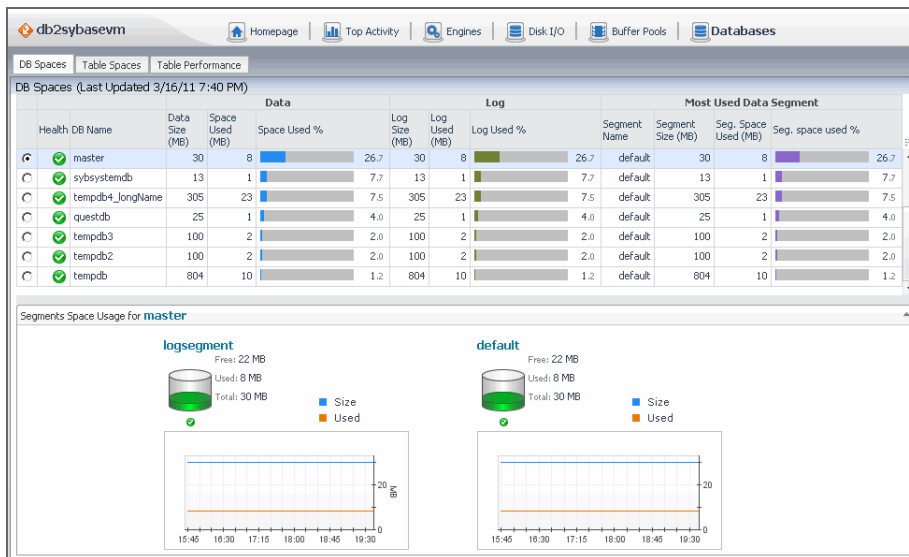 db2sybasevm Homepage Top Activity Engines Disk I/O Buffer Pools Databases
DB Spaces Table Spaces Table Performance
DB Spaces (Last Updated 3/16/11 7:40 PM)
Data Log Most Used Data Segment
Health DB Name Data Size (MB) Space Used (MB) Space Used % Log Size (MB) Log Used (MB) Log Used % Segment Name Segment Size (MB) Seg. Space Used (MB) Seg. space used %
master 30 8 26.7 30 8 26.7 default 30 8 26.7
sybsystemdb 13 1 7.7 13 1 7.7 default 13 1 7.7
tempdb4_longName 305 23 7.5 305 23 7.5 default 305 23 7.5
questdb 25 1 4.0 25 1 4.0 default 25 1 4.0
tempdb3 100 2 2.0 100 2 2.0 default 100 2 2.0
tempdb2 100 2 2.0 100 2 2.0 default 100 2 2.0
tempdb 804 10 1.2 804 10 1.2 default 804 10 1.2
Segments Space Usage for master
logsegment
Free: 22 MB
Used: 8 MB
Total: 30 MB
Size
Used
20
MB
0
15:45 16:30 17:15 18:00 18:45 19:30
default
Free: 22 MB
Used: 8 MB
Total: 30 MB
Size
Used
20
0
15:45 16:30 17:15 18:00 18:45 19:30